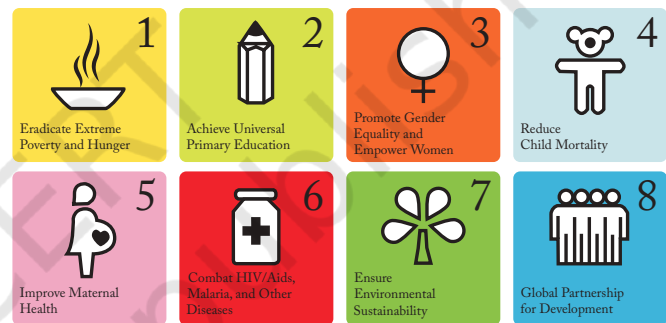 1
Eradicate Extreme
Poverty and Hunger
2
Achieve Universal
Primary Education
3
Promote Gender
Equality and
Empower Women
4
Reduce
Child Mortality
5
Improve Maternal
Health
6
Combat HIV/Aids,
Malaria, and Other
Diseases
7
Ensure
Environmental
Sustainability
8
Global Partnership
for Development